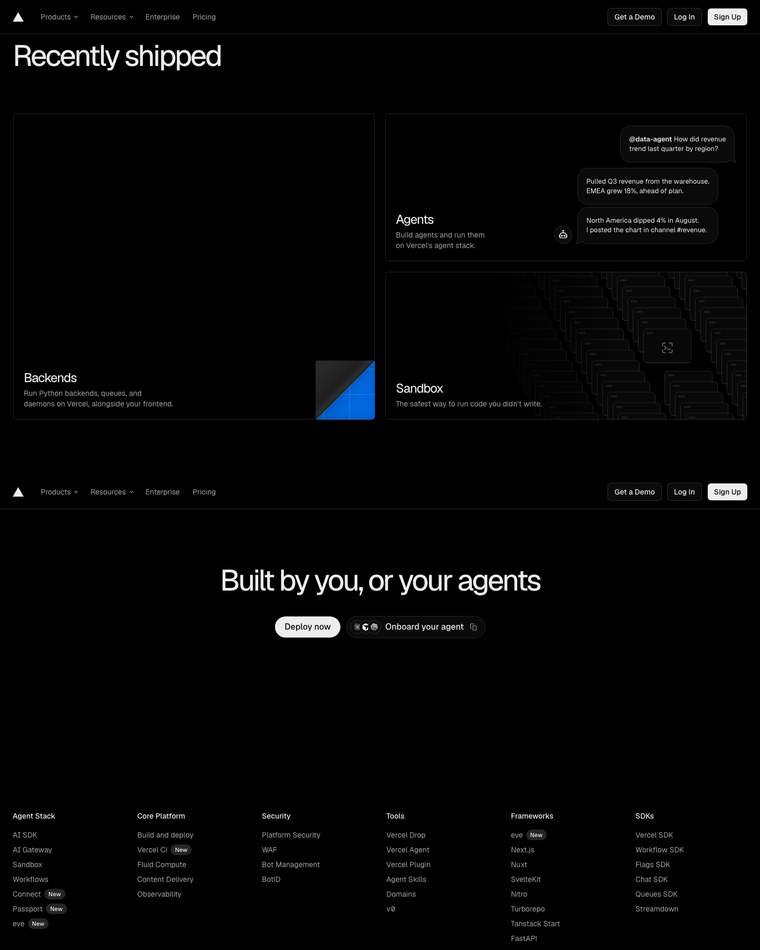 Products
Resources
Enterprise
Pricing
Get a Demo
Log In
Sign Up
Recently shipped
@data-agent How did revenue
trend last quarter by region?
Pulled Q3 revenue from the warehouse.
EMEA grew 18%, ahead of plan.
North America dipped 4% in August.
I posted the chart in channel #revenue.
Agents
Build agents and run them
on Vercel's agent stack.
Backends
Run Python backends, queues, and
daemons on Vercel, alongside your frontend.
Sandbox
The safest way to run code you didn't write.
Products
Resources
Enterprise
Pricing
Get a Demo
Log In
Sign Up
Built by you, or your agents
Deploy now
Onboard your agent
Agent Stack
AI SDK
AI Gateway
Sandbox
Workflows
Connect New
Passport New
eve New
Core Platform
Build and deploy
Vercel CI New
Fluid Compute
Content Delivery
Observability
Security
Platform Security
WAF
Bot Management
BotID
Tools
Vercel Drop
Vercel Agent
Vercel Plugin
Agent Skills
Domains
v0
Frameworks
eve New
Next.js
Nuxt
SvelteKit
Nitro
Turborepo
Tanstack Start
FastAPI
SDKs
Vercel SDK
Workflow SDK
Flags SDK
Chat SDK
Queues SDK
Streamdown